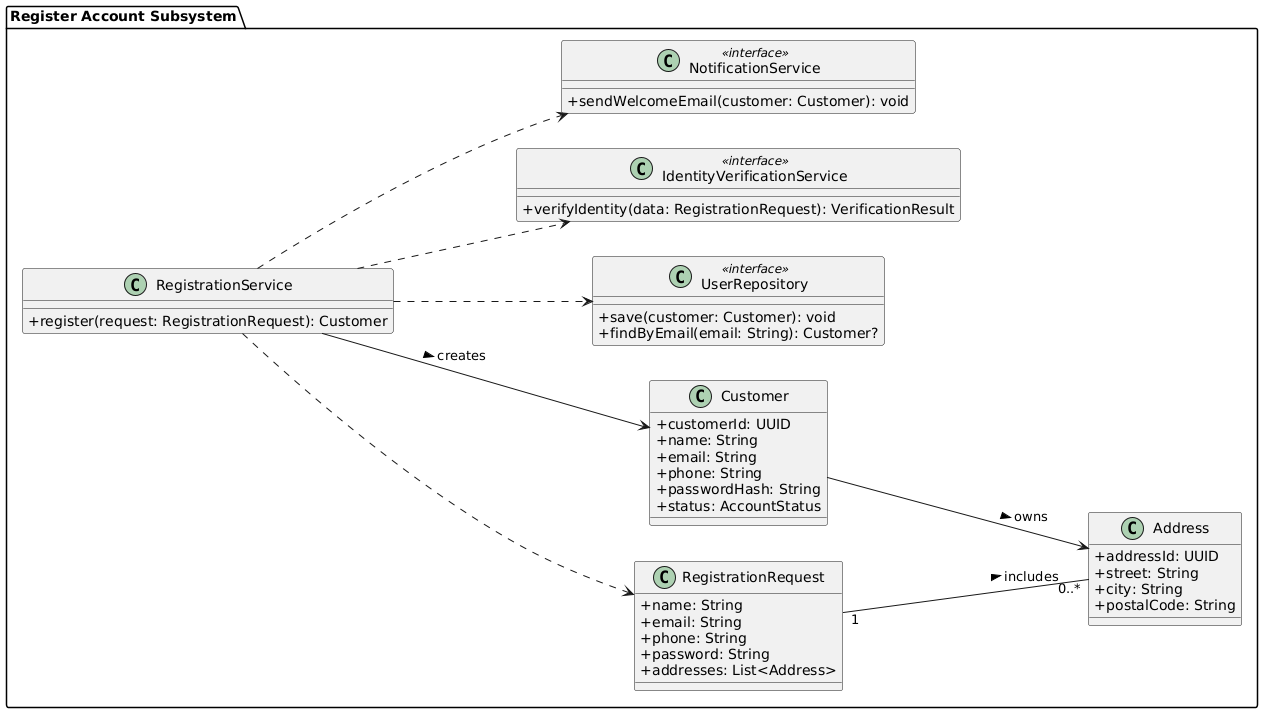 Register Account Subsystem
«interface»
C NotificationService
+sendWelcomeEmail(customer: Customer): void
«interface»
C IdentityVerificationService
+verifyIdentity(data: RegistrationRequest): VerificationResult
C RegistrationService
+register(request: RegistrationRequest): Customer
«interface»
C UserRepository
+save(customer: Customer): void
+findByEmail(email: String): Customer?
creates
C Customer
+customerId: UUID
+name: String
+email: String
+phone: String
+passwordHash: String
+status: AccountStatus
owns
C Address
+addressId: UUID
+street: String
+city: String
+postalCode: String
C RegistrationRequest
+name: String
+email: String
+phone: String
+password: String
+addresses: List<Address>
includes
0..*
1